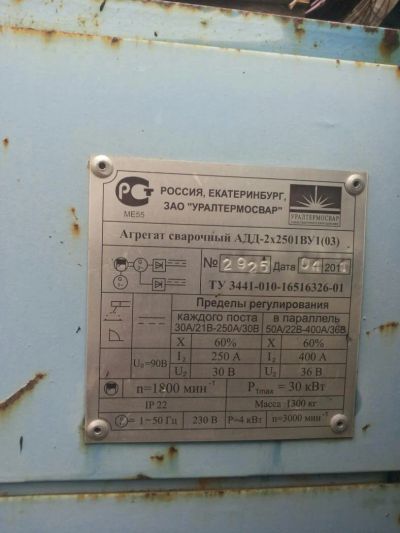 РСТ
МЕ55
РОССИЯ, ЕКАТЕРИНБУРГ,
ЗАО "УРАЛТЕРМОСВАР"
УРАЛТЕРМОСВАР
Агрегат сварочный АДД-2х2501ВУ1(03)
№ 2925 Дата 04 2011
ТУ 3441-010-16516326-01
Пределы регулирования
каждого поста в параллель
30А/21В-250А/30В 50А/22В-400А/36В
X 60% X 60%
U₀=90В I₂ 250 А I₂ 400 А
U₂ 30 В U₂ 36 В
n=1800 мин⁻¹ P₁max = 30 кВт
IP 22 Масса 1300 кг
G = 1~50 Гц 230 В P=4 кВт n=3000 мин⁻¹